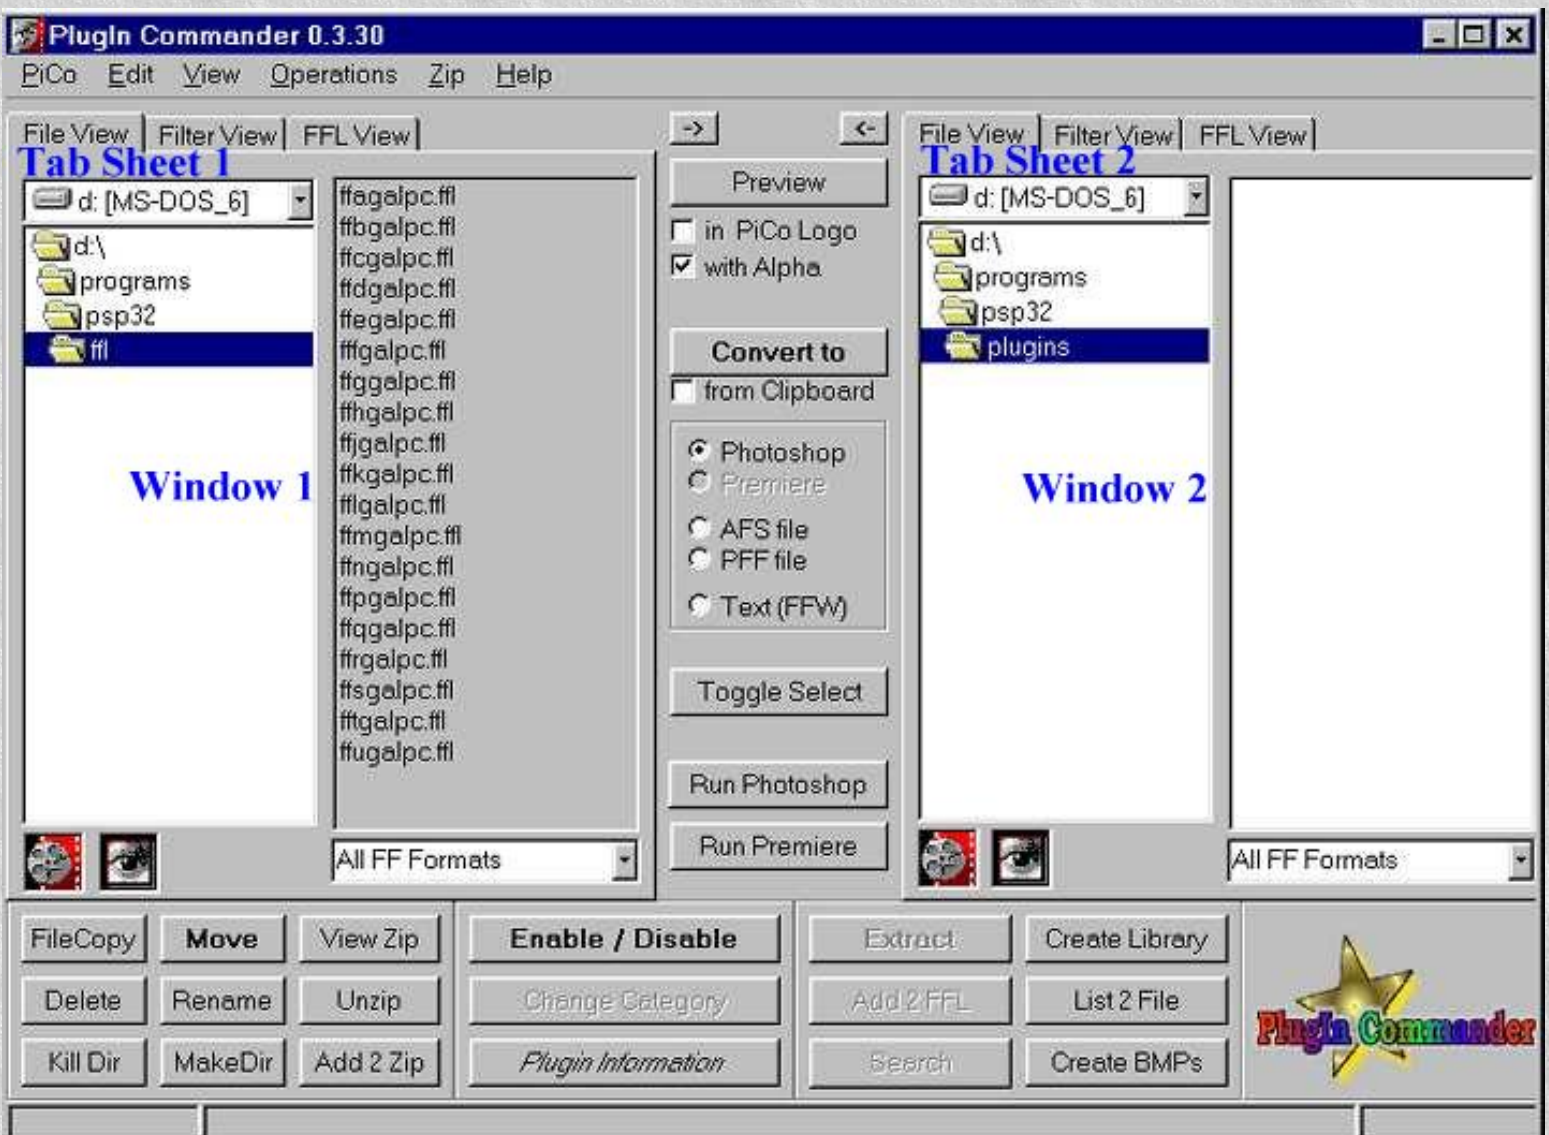 PlugIn Commander 0.3.30
PiCo Edit View Operations Zip Help
File View Filter View FFL View
Tab Sheet 1
d: [MS-DOS_6]
d:\
programs
psp32
ffl
Window 1
ffagalpc.ffl
ffbgalpc.ffl
ffcgalpc.ffl
ffdgalpc.ffl
ffegalpc.ffl
fffgalpc.ffl
ffggalpc.ffl
ffhgalpc.ffl
ffjgalpc.ffl
ffkgalpc.ffl
fflgalpc.ffl
ffmgalpc.ffl
ffngalpc.ffl
ffpgalpc.ffl
ffqgalpc.ffl
ffrgalpc.ffl
ffsgalpc.ffl
fftgalpc.ffl
ffugalpc.ffl
All FF Formats
-> <-
Preview
in PiCo Logo
with Alpha
Convert to
from Clipboard
Photoshop
Premiere
AFS file
PFF file
Text (FFW)
Toggle Select
Run Photoshop
Run Premiere
File View Filter View FFL View
Tab Sheet 2
d: [MS-DOS_6]
d:\
programs
psp32
plugins
Window 2
All FF Formats
FileCopy Move View Zip Enable / Disable Extract Create Library
Delete Rename Unzip Change Category Add 2 FFL List 2 File
Kill Dir MakeDir Add 2 Zip Plugin Information Search Create BMPs
PlugIn Commander